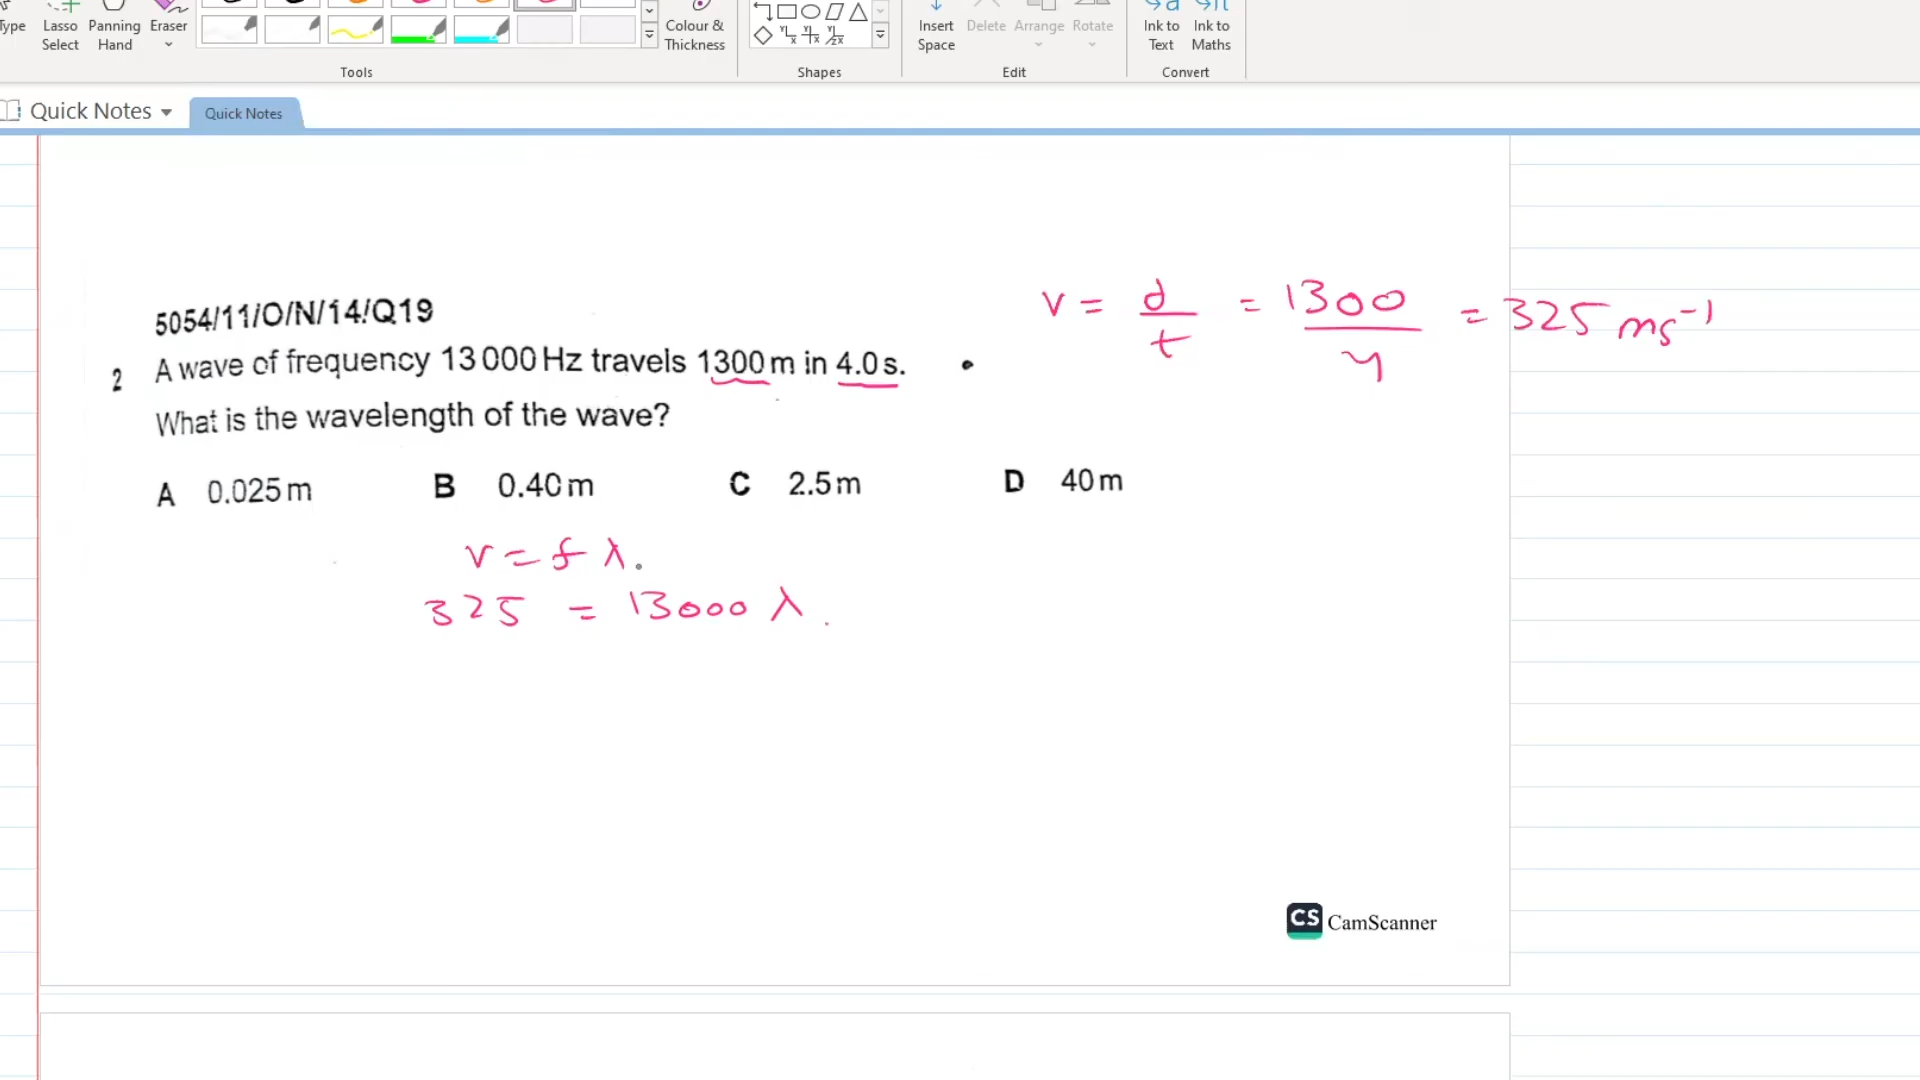 Type
Lasso Select
Panning Hand
Eraser
Colour & Thickness
Insert Space
Delete
Arrange
Rotate
Ink to Text
Ink to Maths
Tools
Shapes
Edit
Convert
Quick Notes
Quick Notes
5054/11/O/N/14/Q19
2 A wave of frequency 13 000 Hz travels 1300 m in 4.0 s.
What is the wavelength of the wave?
A 0.025 m B 0.40 m C 2.5 m D 40 m
v = d/t = 1300/4 = 325 ms⁻¹
v = f λ.
325 = 13000 λ.
CS CamScanner